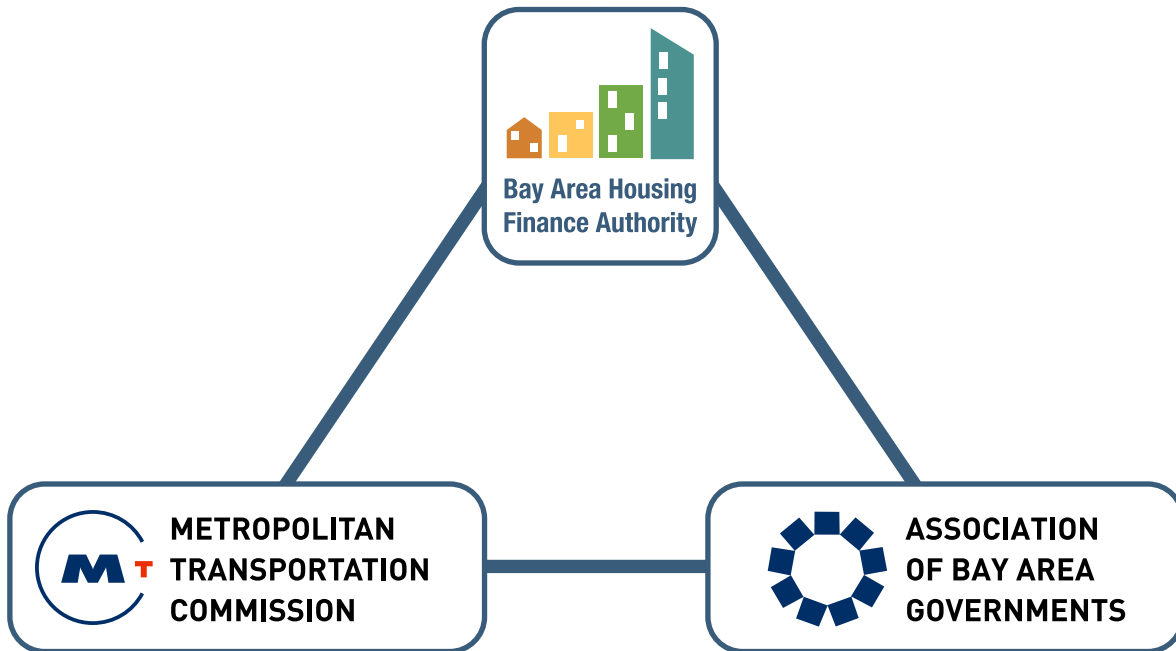 Bay Area Housing
Finance Authority
M T
METROPOLITAN
TRANSPORTATION
COMMISSION
ASSOCIATION
OF BAY AREA
GOVERNMENTS